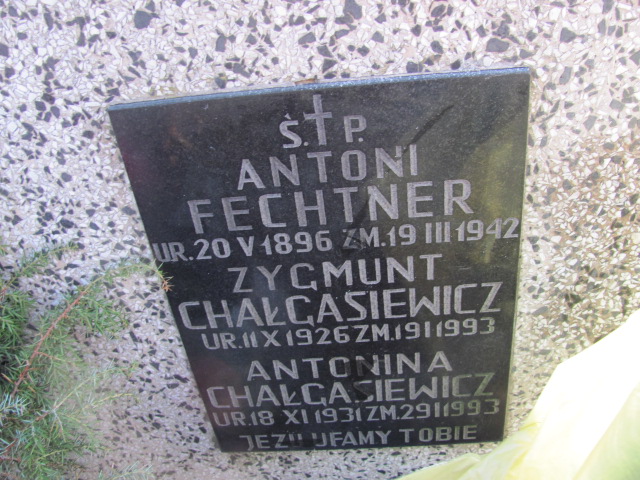 Ś.†P.
ANTONI
FECHTNER
UR. 20 V 1896 ZM. 19 III 1942
ZYGMUNT
CHAŁGASIEWICZ
UR. 11 X 1926 ZM. 19 I 1993
ANTONINA
CHAŁGASIEWICZ
UR. 18 XI 1931 ZM. 29 I 1993
JEZU UFAMY TOBIE